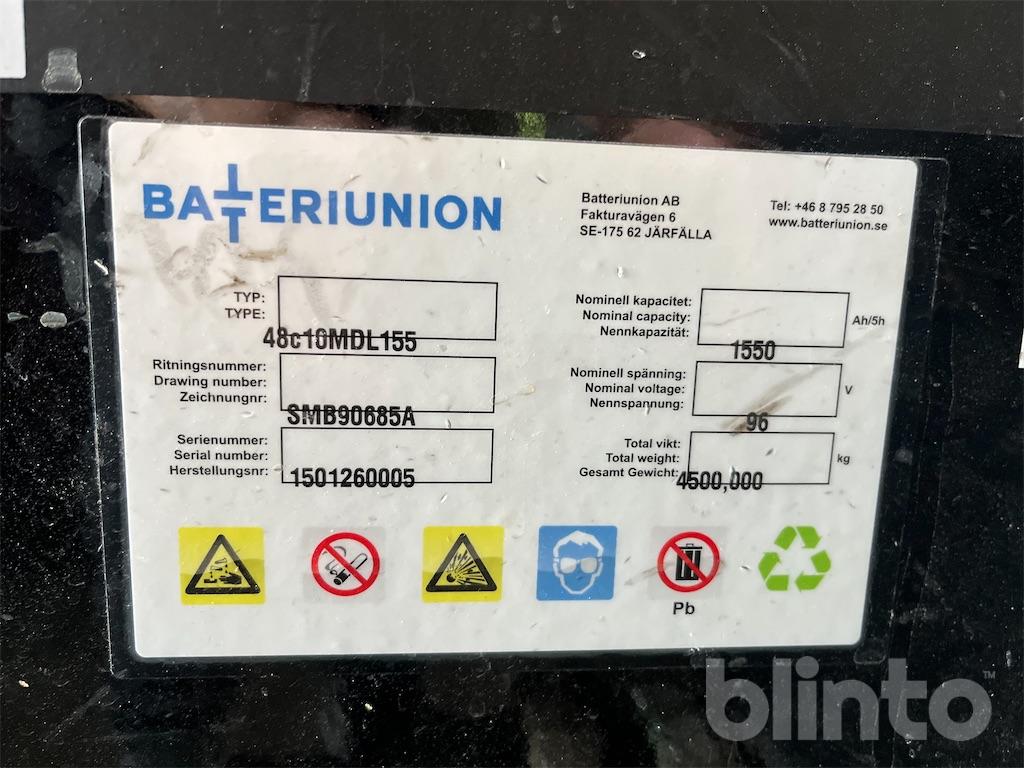 BATTERIUNION
Batteriunion AB
Fakturavägen 6
SE-175 62 JÄRFÄLLA
Tel: +46 8 795 28 50
www.batteriunion.se
TYP:
TYPE:
48c10MDL155
Ritningsnummer:
Drawing number:
Zeichnungnr:
SMB90685A
Serienummer:
Serial number:
Herstellungsnr:
1501260005
Nominell kapacitet:
Nominal capacity:
Nennkapazität:
Ah/5h
1550
Nominell spänning:
Nominal voltage:
Nennspannung:
V
96
Total vikt:
Total weight:
Gesamt Gewicht:
kg
4500,000
Pb
blinto™